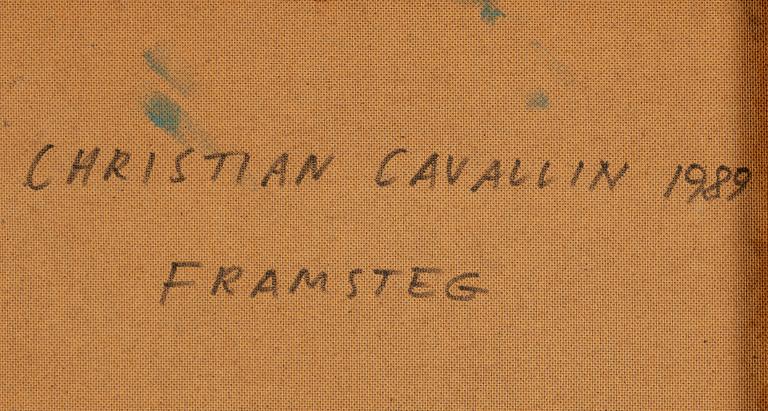 CHRISTIAN CAVALLIN 1989
FRAMSTEG